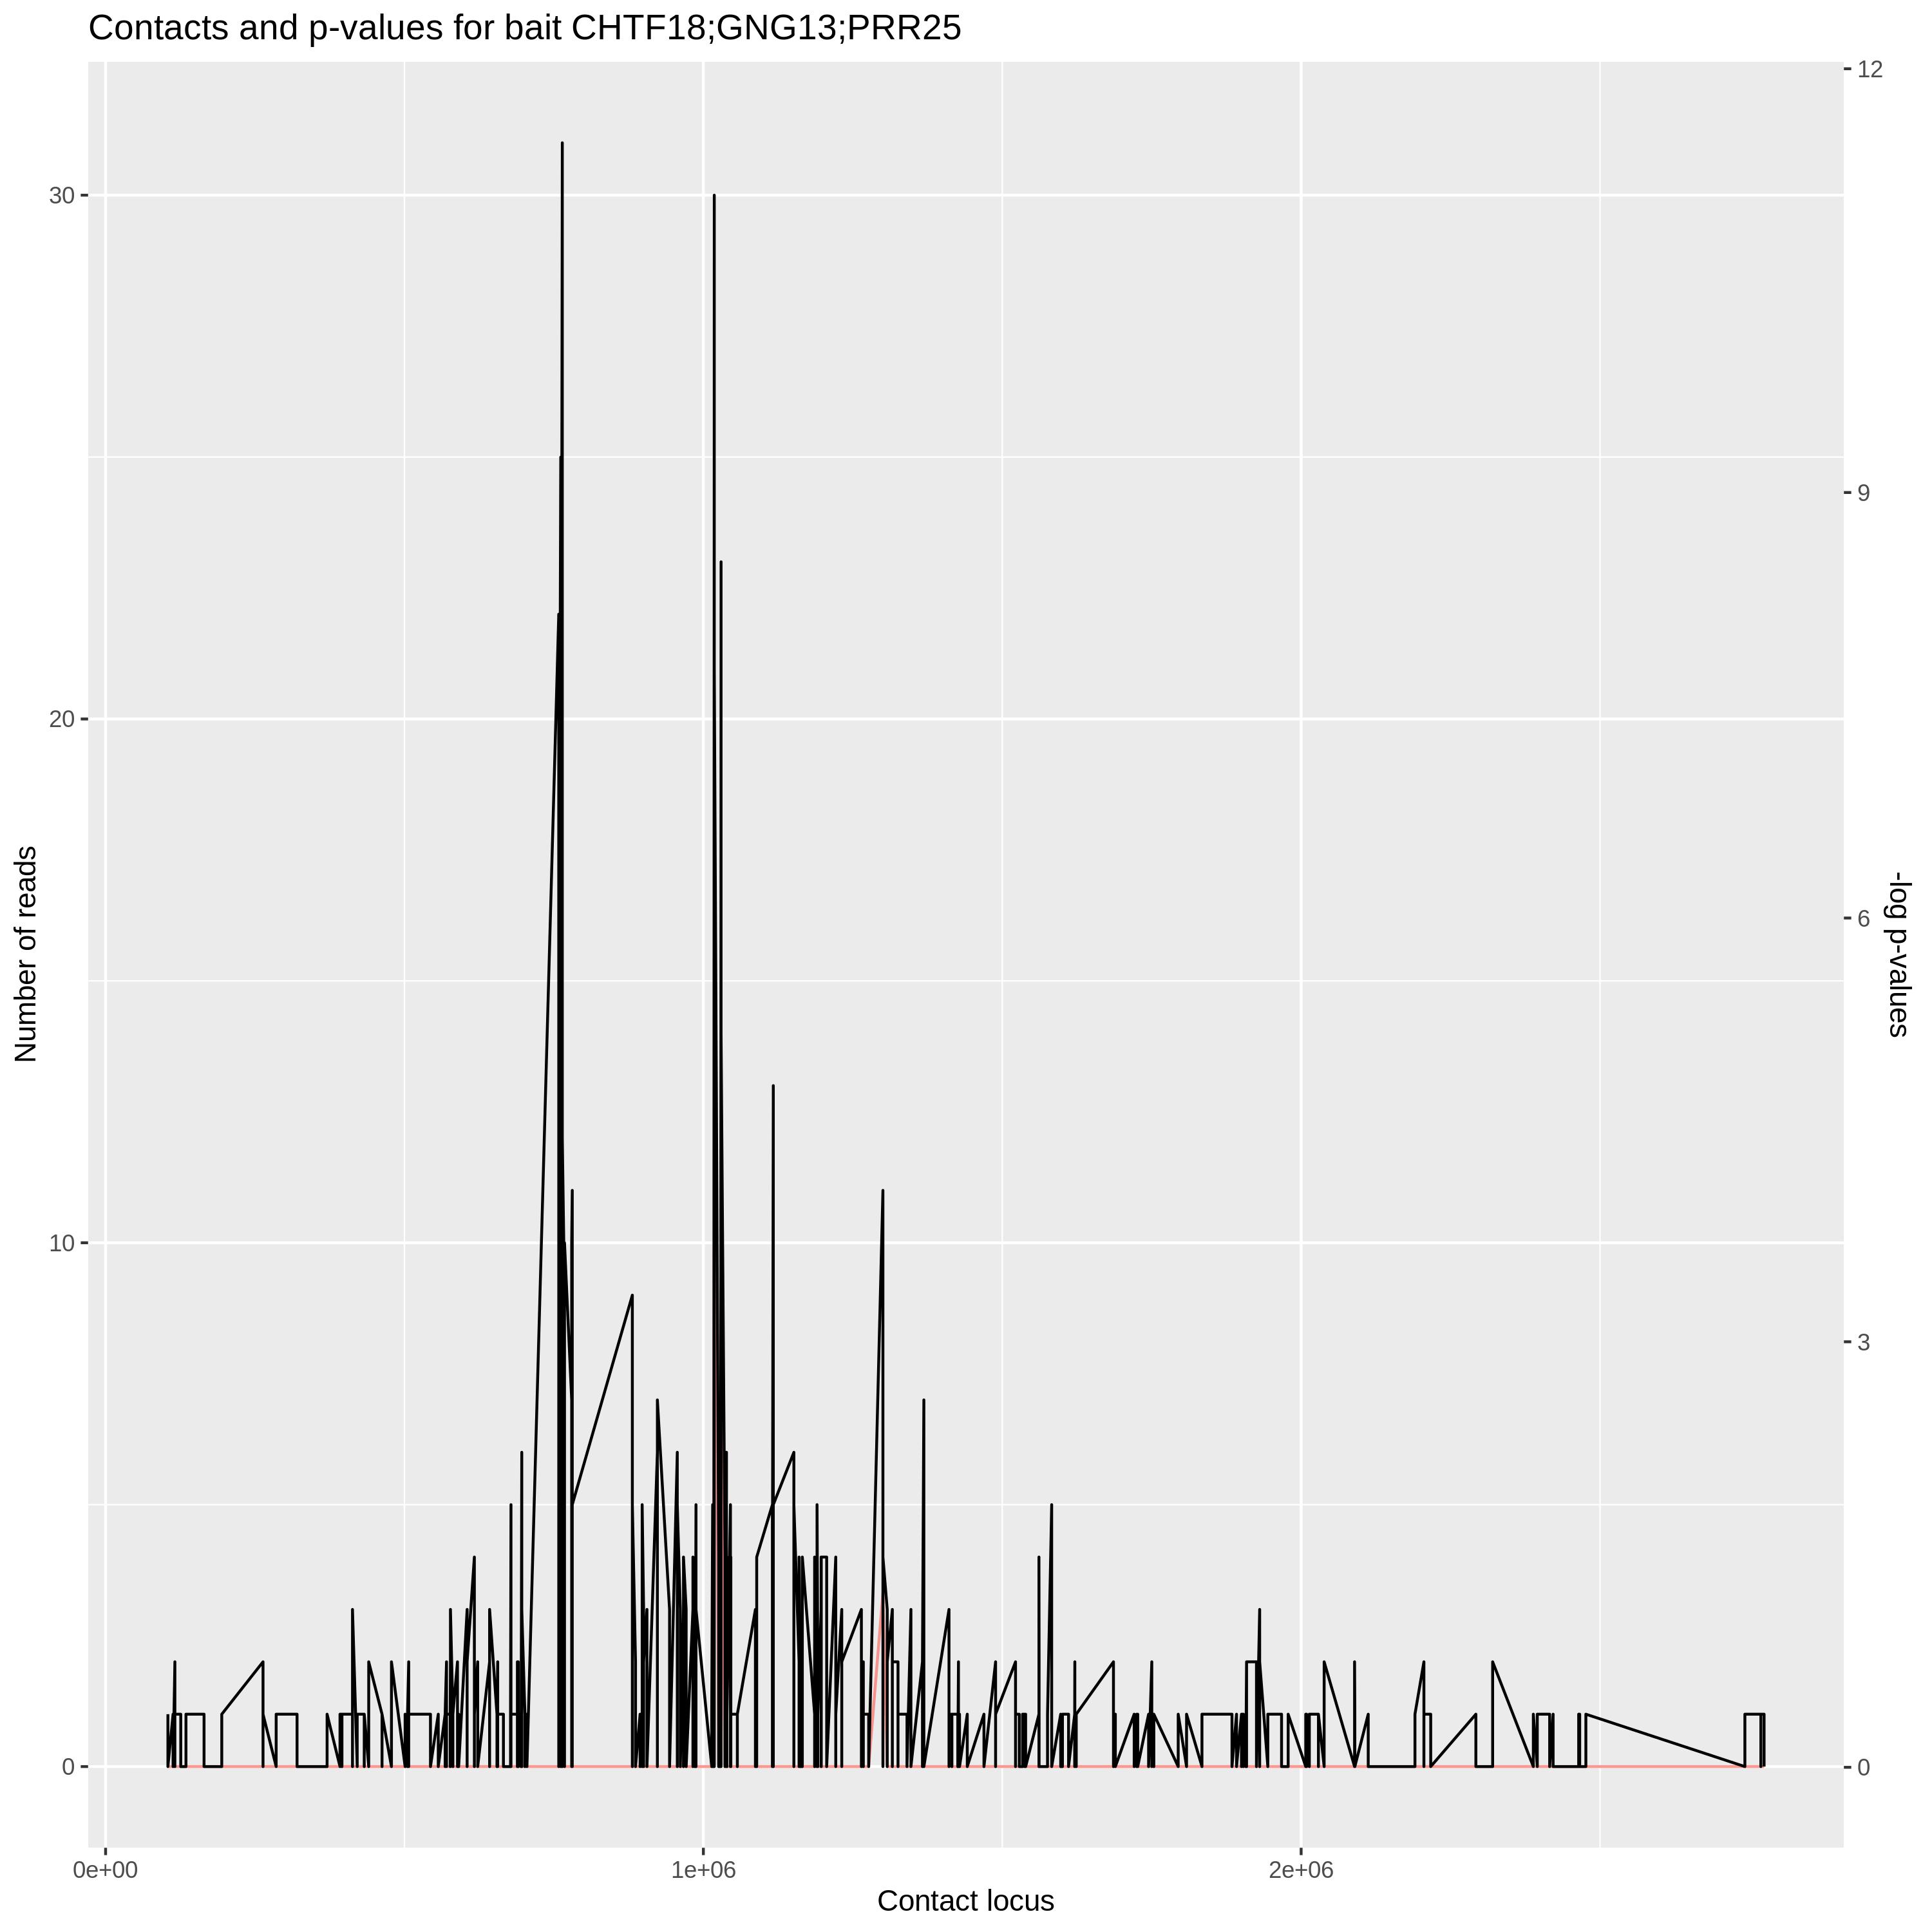 Contacts and p-values for bait CHTF18;GNG13;PRR25
12
30
9
20
Number of reads
6
-log p-values
10
3
0
0
0e+00
1e+06
2e+06
Contact locus